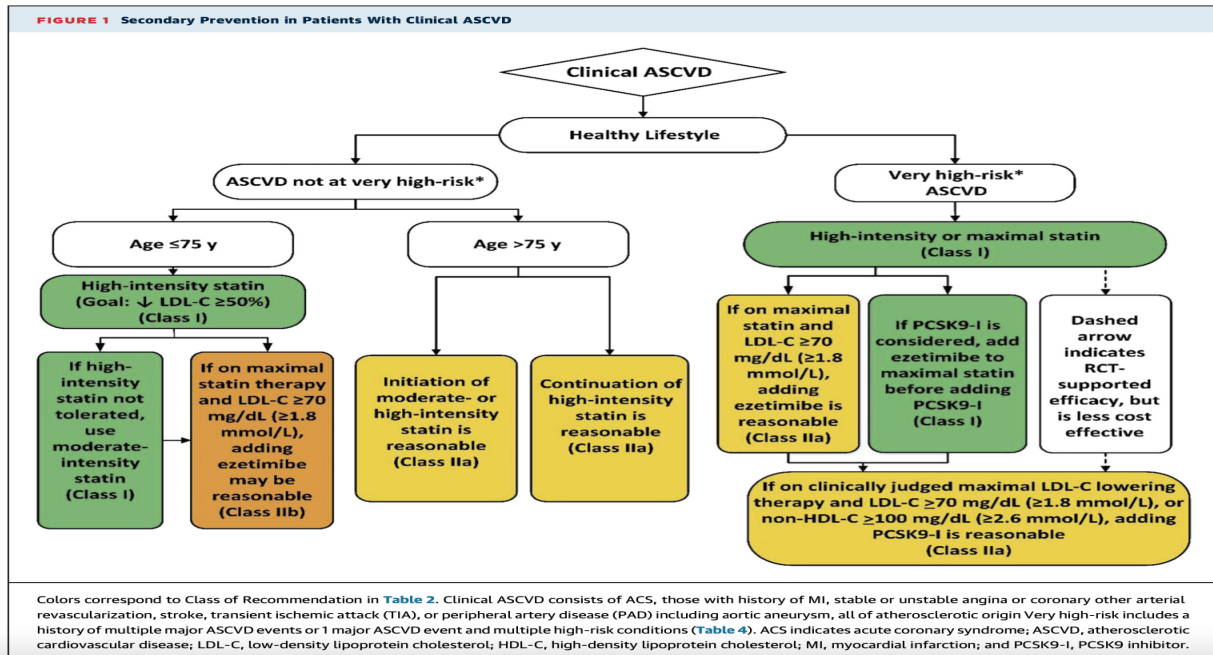 FIGURE 1 Secondary Prevention in Patients With Clinical ASCVD
Clinical ASCVD
Healthy Lifestyle
ASCVD not at very high-risk*
Very high-risk*
ASCVD
Age ≤75 y
Age >75 y
High-intensity or maximal statin
(Class I)
High-intensity statin
(Goal: ↓ LDL-C ≥50%)
(Class I)
If high-
intensity
statin not
tolerated,
use
moderate-
intensity
statin
(Class I)
If on maximal
statin therapy
and LDL-C ≥70
mg/dL (≥1.8
mmol/L),
adding
ezetimibe
may be
reasonable
(Class IIb)
Initiation of
moderate- or
high-intensity
statin is
reasonable
(Class IIa)
Continuation of
high-intensity
statin is
reasonable
(Class IIa)
If on maximal
statin and
LDL-C ≥70
mg/dL (≥1.8
mmol/L),
adding
ezetimibe is
reasonable
(Class IIa)
If PCSK9-I is
considered, add
ezetimibe to
maximal statin
before adding
PCSK9-I
(Class I)
Dashed
arrow
indicates
RCT-
supported
efficacy, but
is less cost
effective
If on clinically judged maximal LDL-C lowering
therapy and LDL-C ≥70 mg/dL (≥1.8 mmol/L), or
non-HDL-C ≥100 mg/dL (≥2.6 mmol/L), adding
PCSK9-I is reasonable
(Class IIa)
Colors correspond to Class of Recommendation in Table 2. Clinical ASCVD consists of ACS, those with history of MI, stable or unstable angina or coronary other arterial
revascularization, stroke, transient ischemic attack (TIA), or peripheral artery disease (PAD) including aortic aneurysm, all of atherosclerotic origin Very high-risk includes a
history of multiple major ASCVD events or 1 major ASCVD event and multiple high-risk conditions (Table 4). ACS indicates acute coronary syndrome; ASCVD, atherosclerotic
cardiovascular disease; LDL-C, low-density lipoprotein cholesterol; HDL-C, high-density lipoprotein cholesterol; MI, myocardial infarction; and PCSK9-I, PCSK9 inhibitor.